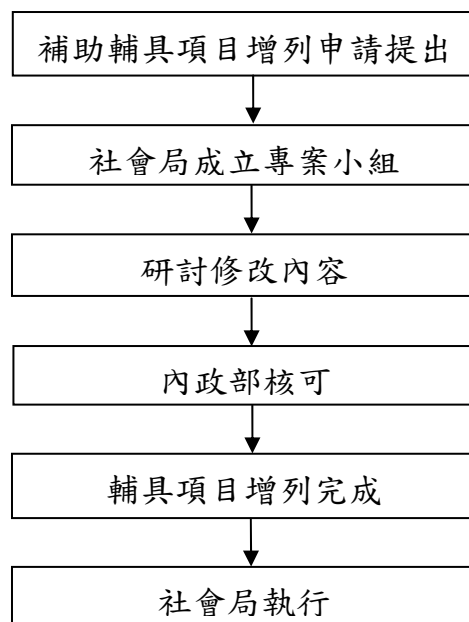 補助輔具項目增列申請提出
社會局成立專案小組
研討修改內容
內政部核可
輔具項目增列完成
社會局執行